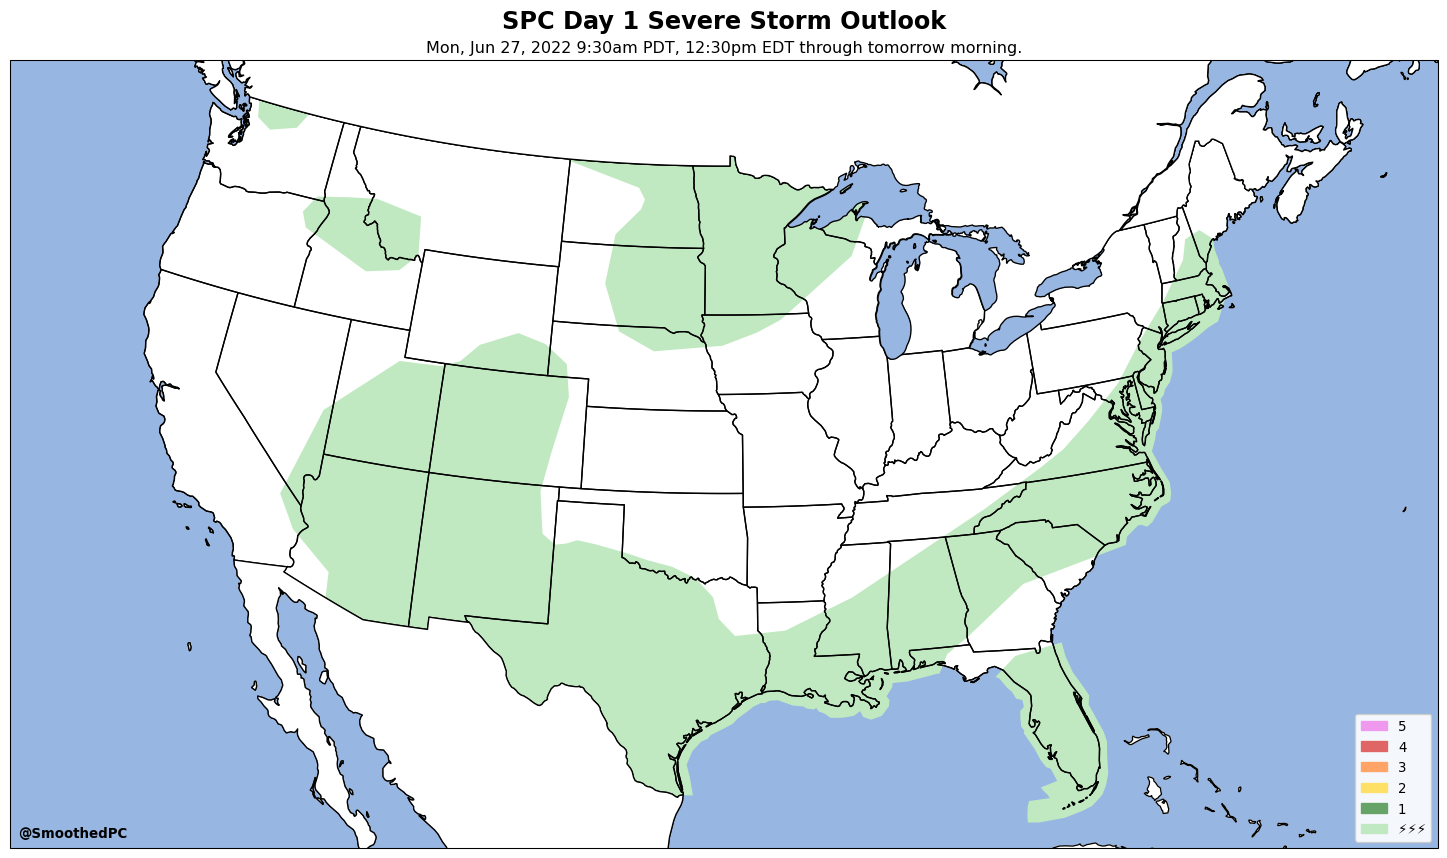 SPC Day 1 Severe Storm Outlook
Mon, Jun 27, 2022 9:30am PDT, 12:30pm EDT through tomorrow morning.
5
4
3
2
1
⚡⚡⚡
@SmoothedPC